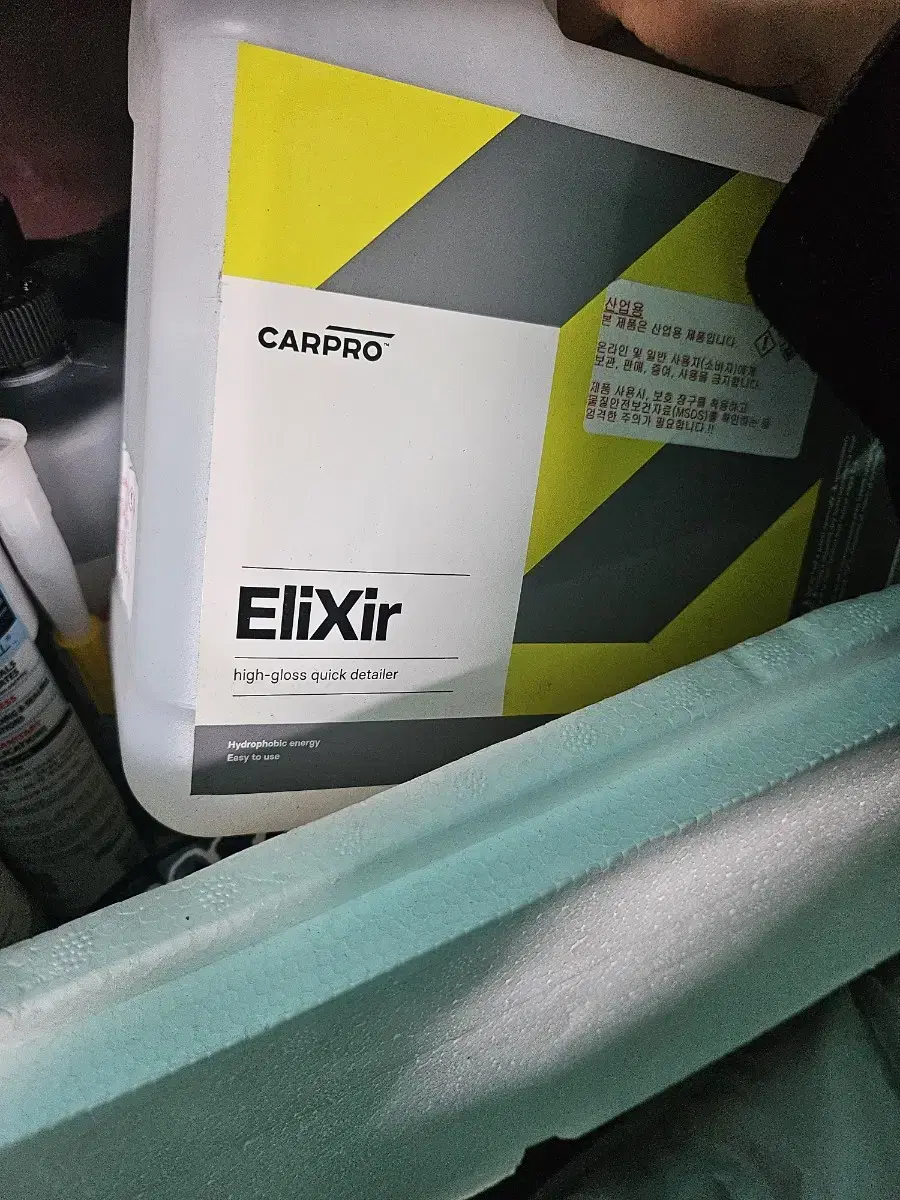 CARPRO™
산업용
본 제품은 산업용 제품입니다
온라인 및 일반 사용자(소비자)에게
보관, 판매, 증여, 사용을 금지합니다
제품 사용시, 보호 장구를 착용하고
물질안전보건자료(MSDS)를 확인하는 등
엄격한 주의가 필요합니다!!
EliXir
high-gloss quick detailer
Hydrophobic energy
Easy to use